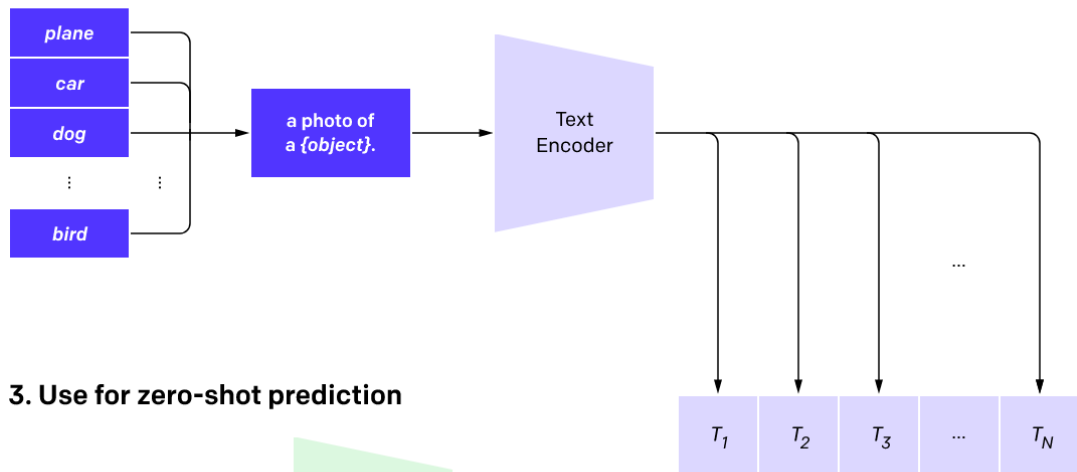 plane
car
dog
⋮ ⋮
bird
a photo of
a {object}.
Text
Encoder
...
3. Use for zero-shot prediction
T1 T2 T3 ... TN